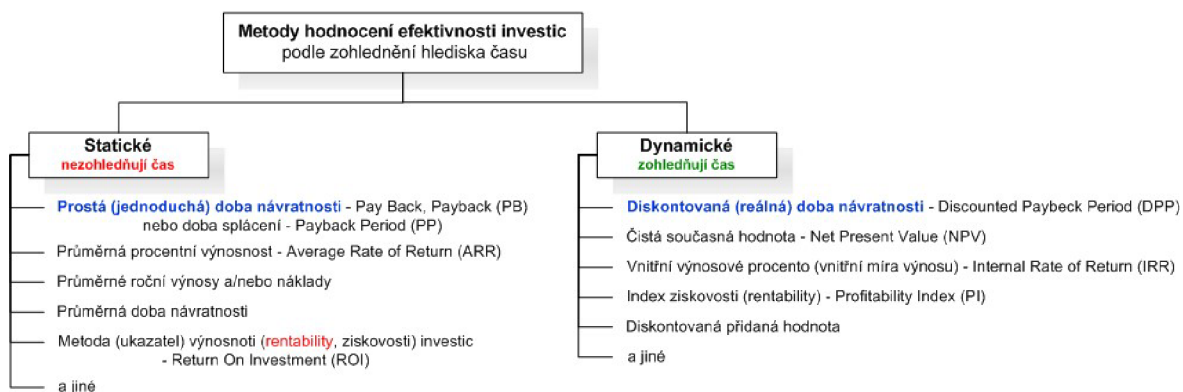 Metody hodnocení efektivnosti investic
podle zohlednění hlediska času
Statické
nezohledňují čas
Prostá (jednoduchá) doba návratnosti - Pay Back, Payback (PB)
nebo doba splácení - Payback Period (PP)
Průměrná procentní výnosnost - Average Rate of Return (ARR)
Průměrné roční výnosy a/nebo náklady
Průměrná doba návratnosti
Metoda (ukazatel) výnosnoti (rentability, ziskovosti) investic
- Return On Investment (ROI)
a jiné
Dynamické
zohledňují čas
Diskontovaná (reálná) doba návratnosti - Discounted Paybeck Period (DPP)
Čistá současná hodnota - Net Present Value (NPV)
Vnitřní výnosové procento (vnitřní míra výnosu) - Internal Rate of Return (IRR)
Index ziskovosti (rentability) - Profitability Index (PI)
Diskontovaná přidaná hodnota
a jiné